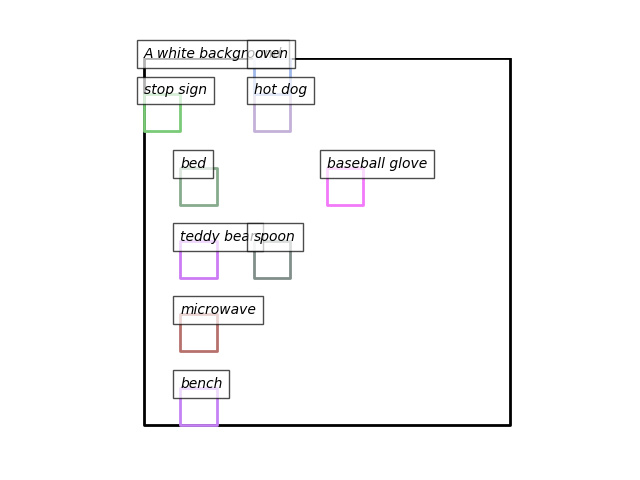 A white background
oven
stop sign
hot dog
bed
baseball glove
teddy bear
spoon
microwave
bench